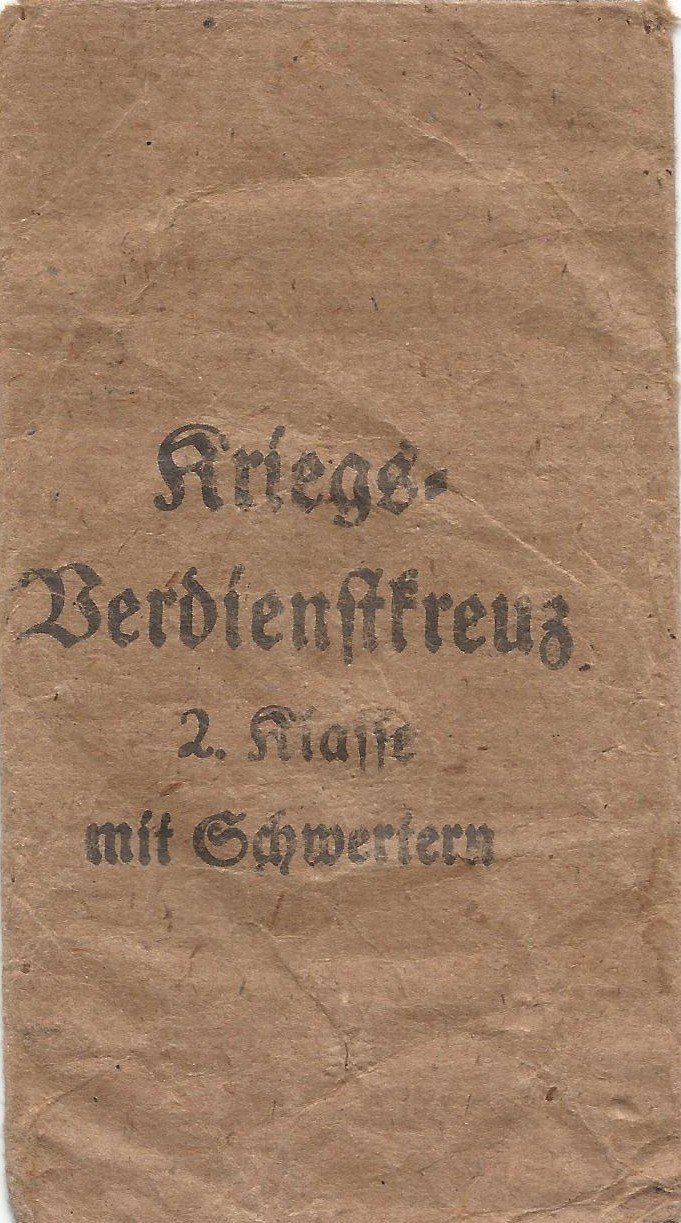 Kriegs-
Verdienstkreuz
2. Klasse
mit Schwertern